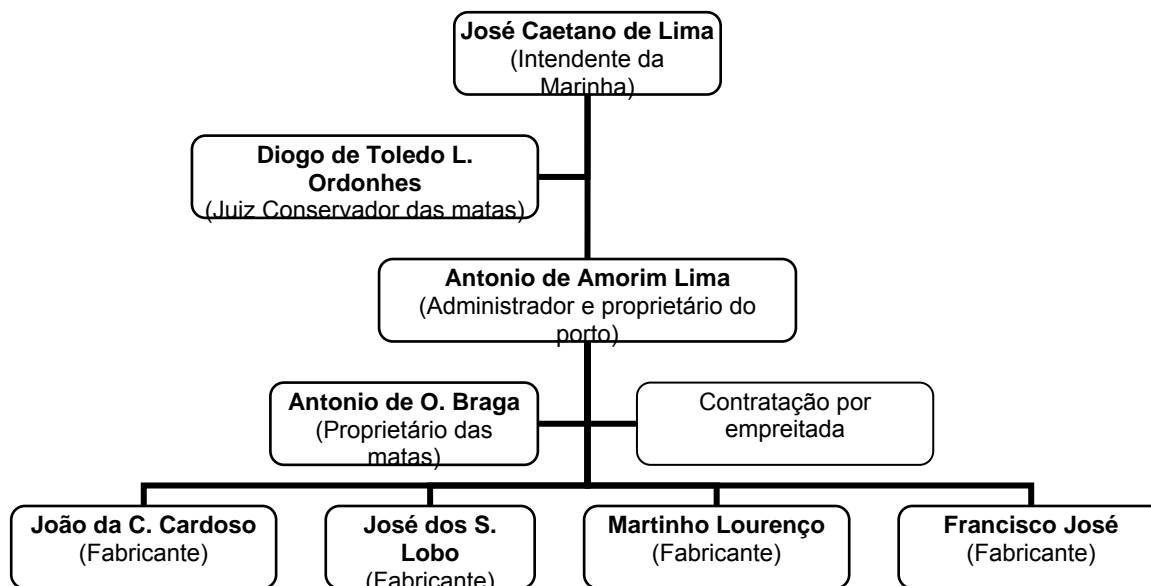 José Caetano de Lima
(Intendente da
Marinha)
Diogo de Toledo L.
Ordonhes
(Juiz Conservador das matas)
Antonio de Amorim Lima
(Administrador e proprietário do
porto)
Antonio de O. Braga
(Proprietário das
matas)
Contratação por
empreitada
João da C. Cardoso
(Fabricante)
José dos S.
Lobo
(Fabricante)
Martinho Lourenço
(Fabricante)
Francisco José
(Fabricante)